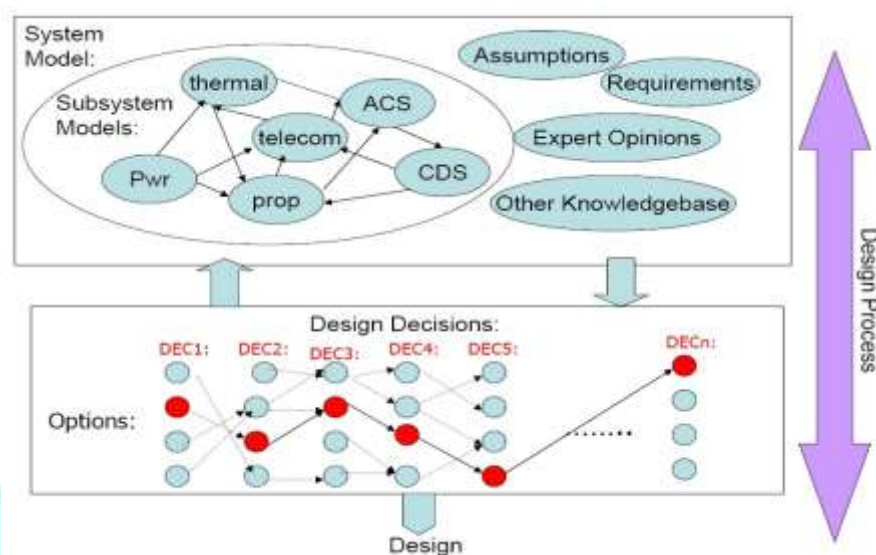 System
Model:
thermal
Subsystem
Models:
ACS
telecom
Pwr
CDS
prop
Assumptions
Requirements
Expert Opinions
Other Knowledgebase
Design Process
Design Decisions:
DEC1:
DEC2:
DEC3:
DEC4:
DEC5:
DECn:
Options:
.......
Design